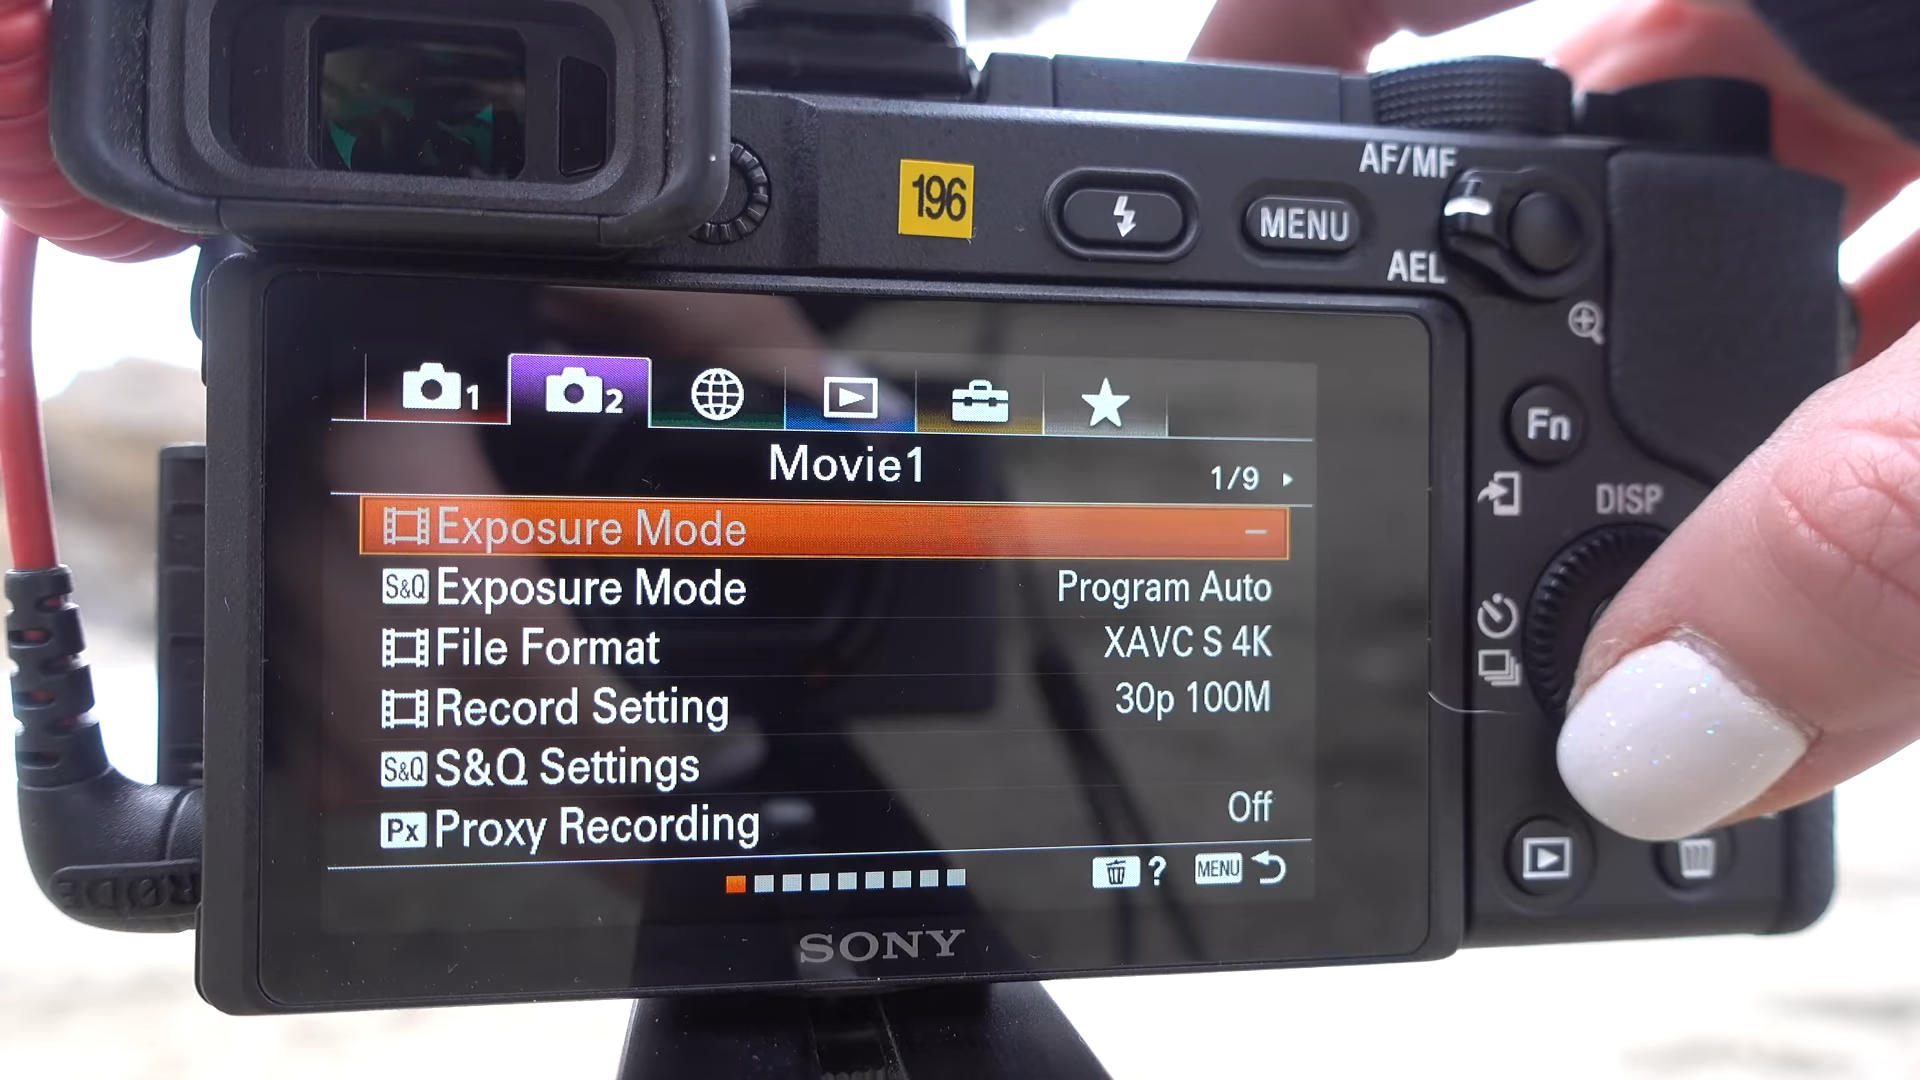 196
MENU
AF/MF
AEL
Fn
DISP
1
2
Movie1
1/9
Exposure Mode –
S&Q Exposure Mode Program Auto
File Format XAVC S 4K
Record Setting 30p 100M
S&Q S&Q Settings
Px Proxy Recording Off
? MENU
SONY
RØDE